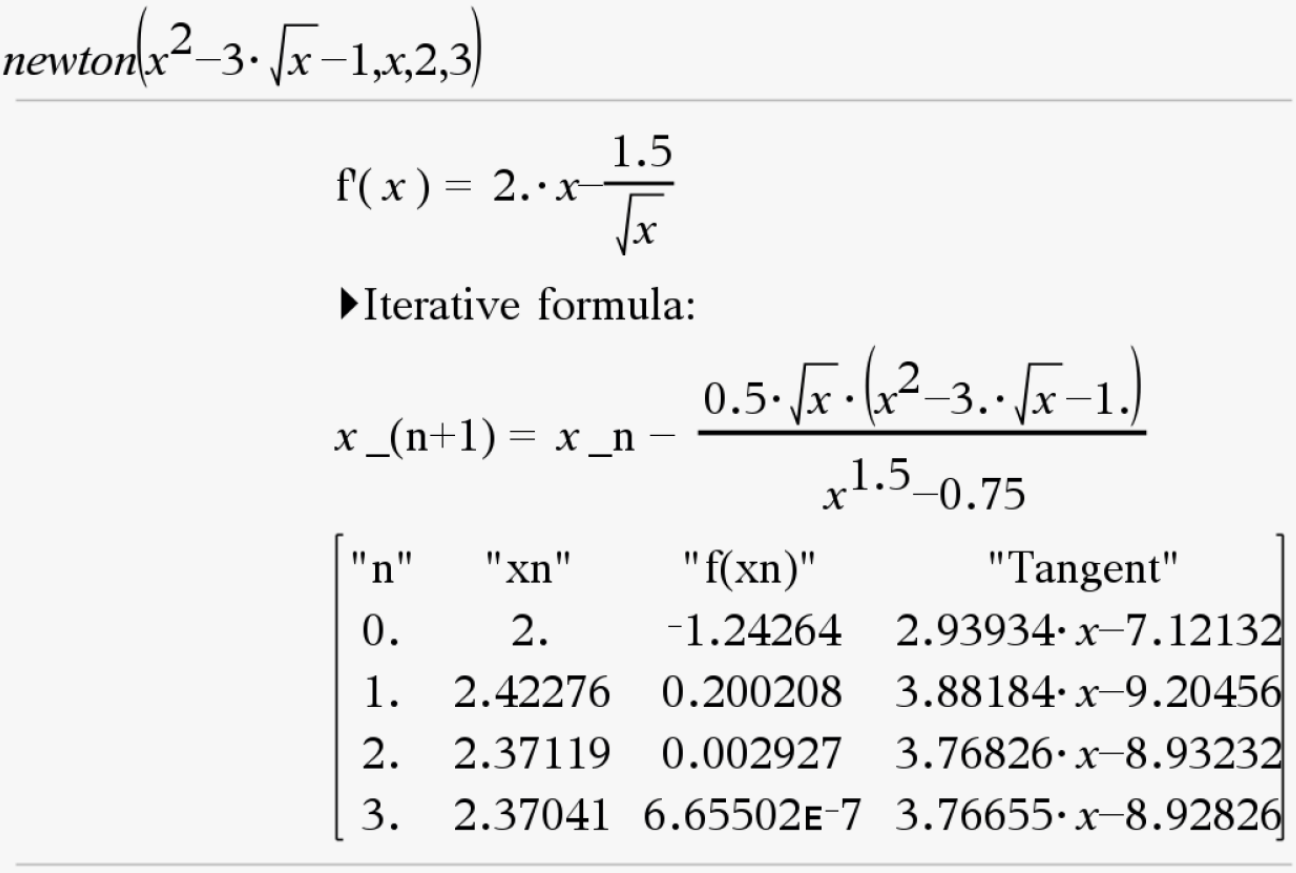 newton(x²−3·√x−1,x,2,3)
f'(x)= 2.·x−1.5/√x
▶Iterative formula:
x_(n+1)= x_n − 0.5·√x·(x²−3.·√x−1.)/x^1.5−0.75
"n" "xn" "f(xn)" "Tangent"
0. 2. ⁻1.24264 2.93934·x−7.12132
1. 2.42276 0.200208 3.88184·x−9.20456
2. 2.37119 0.002927 3.76826·x−8.93232
3. 2.37041 6.65502ᴇ⁻7 3.76655·x−8.92826